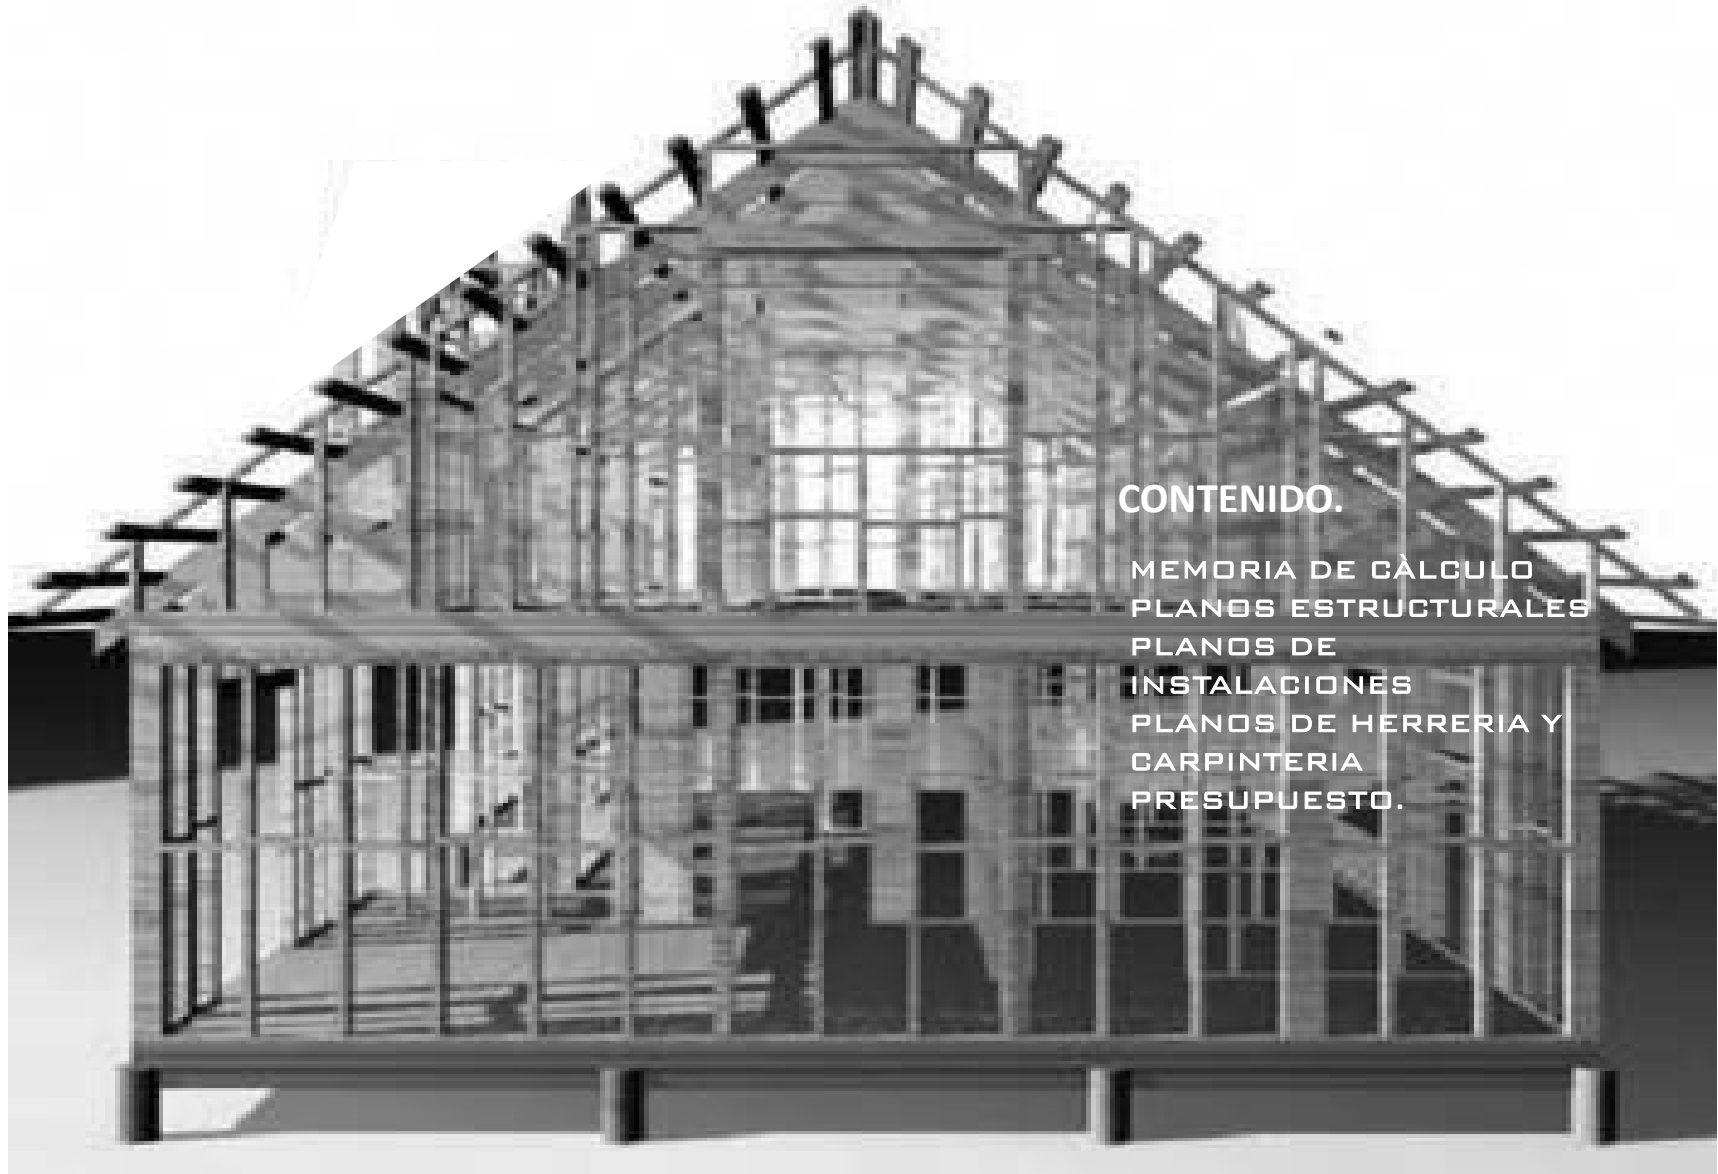 CONTENIDO.
MEMORIA DE CÀLCULO
PLANOS ESTRUCTURALES
PLANOS DE
INSTALACIONES
PLANOS DE HERRERIA Y
CARPINTERIA
PRESUPUESTO.